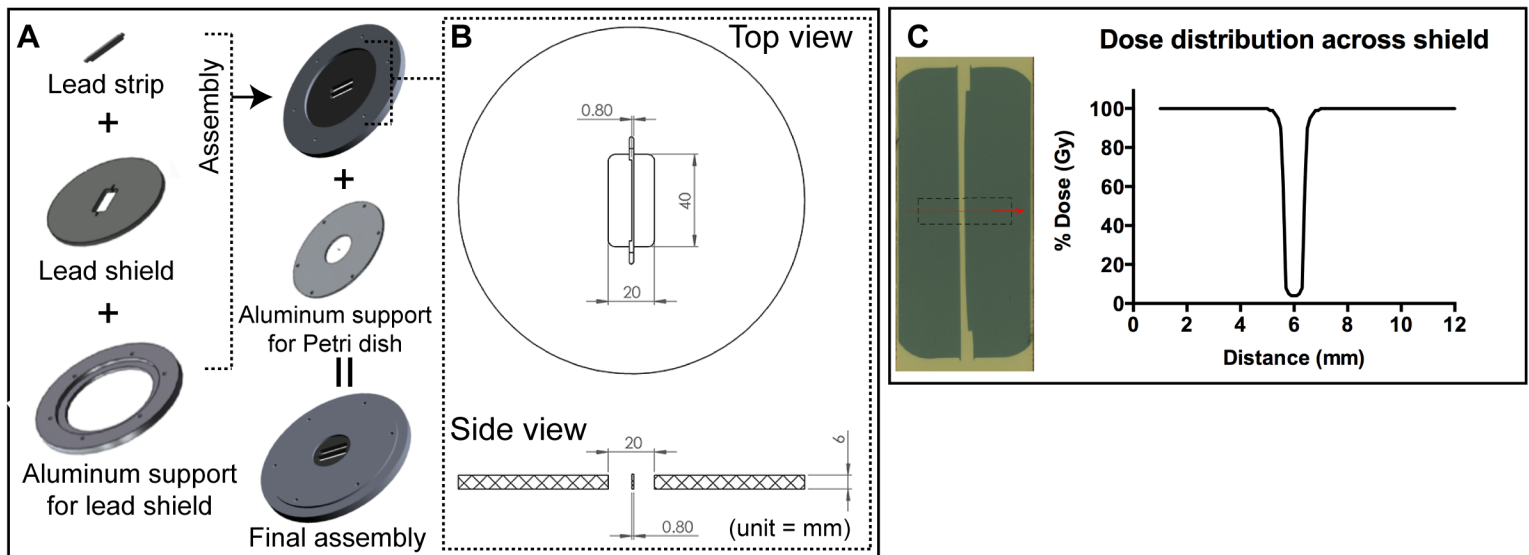 A
Lead strip
+
Lead shield
+
Aluminum support
for lead shield
Assembly
+
Aluminum support
for Petri dish
=
Final assembly
B
Top view
0.80
40
20
Side view
20
6
0.80
(unit = mm)
C
Dose distribution across shield
% Dose (Gy)
100
80
60
40
20
0
0 2 4 6 8 10 12
Distance (mm)